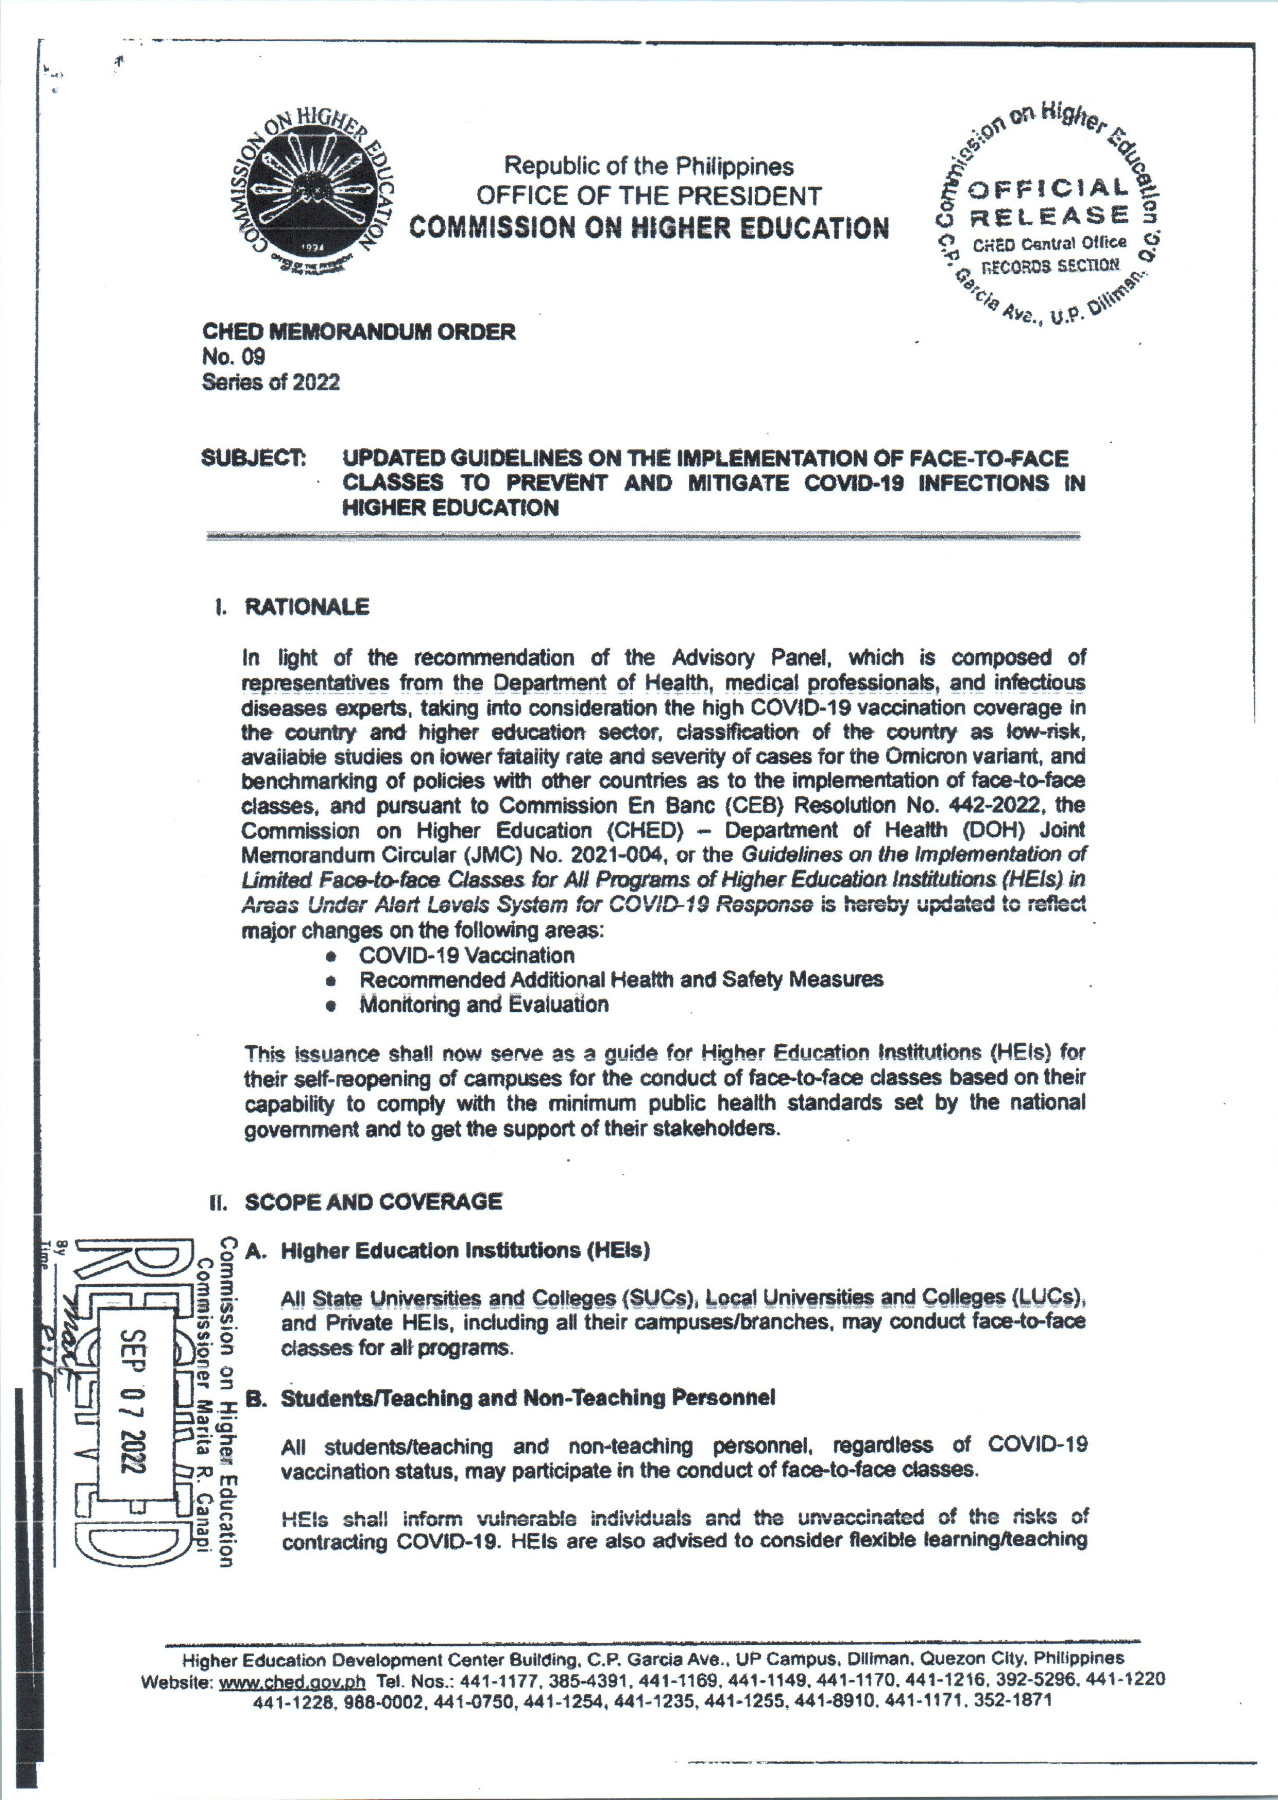 COMMISSION ON HIGHER EDUCATION
1994
OFFICE OF THE PRESIDENT
OF THE PHILIPPINES
Republic of the Philippines
OFFICE OF THE PRESIDENT
COMMISSION ON HIGHER EDUCATION
Commission on Higher Education
OFFICIAL
RELEASE
CHED Central Office
RECORDS SECTION
C.P. Garcia Ave., U.P. Diliman, Q.C.
CHED MEMORANDUM ORDER
No. 09
Series of 2022
SUBJECT: UPDATED GUIDELINES ON THE IMPLEMENTATION OF FACE-TO-FACE
CLASSES TO PREVENT AND MITIGATE COVID-19 INFECTIONS IN
HIGHER EDUCATION
I. RATIONALE
In light of the recommendation of the Advisory Panel, which is composed of
representatives from the Department of Health, medical professionals, and infectious
diseases experts, taking into consideration the high COVID-19 vaccination coverage in
the country and higher education sector, classification of the country as low-risk,
available studies on lower fatality rate and severity of cases for the Omicron variant, and
benchmarking of policies with other countries as to the implementation of face-to-face
classes, and pursuant to Commission En Banc (CEB) Resolution No. 442-2022, the
Commission on Higher Education (CHED) – Department of Health (DOH) Joint
Memorandum Circular (JMC) No. 2021-004, or the Guidelines on the Implementation of
Limited Face-to-face Classes for All Programs of Higher Education Institutions (HEIs) in
Areas Under Alert Levels System for COVID-19 Response is hereby updated to reflect
major changes on the following areas:
• COVID-19 Vaccination
• Recommended Additional Health and Safety Measures
• Monitoring and Evaluation
This issuance shall now serve as a guide for Higher Education Institutions (HEIs) for
their self-reopening of campuses for the conduct of face-to-face classes based on their
capability to comply with the minimum public health standards set by the national
government and to get the support of their stakeholders.
II. SCOPE AND COVERAGE
A. Higher Education Institutions (HEIs)
All State Universities and Colleges (SUCs), Local Universities and Colleges (LUCs),
and Private HEIs, including all their campuses/branches, may conduct face-to-face
classes for all programs.
B. Students/Teaching and Non-Teaching Personnel
All students/teaching and non-teaching personnel, regardless of COVID-19
vaccination status, may participate in the conduct of face-to-face classes.
HEIs shall inform vulnerable individuals and the unvaccinated of the risks of
contracting COVID-19. HEIs are also advised to consider flexible learning/teaching
Commission on Higher Education
Commissioner Marita R. Canapi
RECEIVED
SEP 07 2022
By
Time
Higher Education Development Center Building, C.P. Garcia Ave., UP Campus, Diliman, Quezon City, Philippines
Website: www.ched.gov.ph Tel. Nos.: 441-1177, 385-4391, 441-1169, 441-1149, 441-1170, 441-1216, 392-5296, 441-1220
441-1228, 988-0002, 441-0750, 441-1254, 441-1235, 441-1255, 441-8910, 441-1171, 352-1871